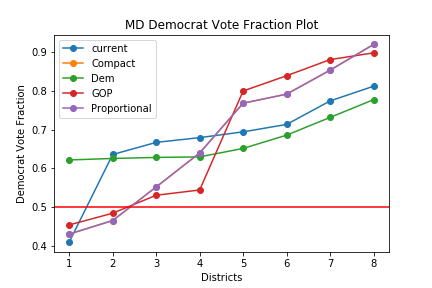 MD Democrat Vote Fraction Plot
current
Compact
Dem
GOP
Proportional
Democrat Vote Fraction
0.9
0.8
0.7
0.6
0.5
0.4
1 2 3 4 5 6 7 8
Districts